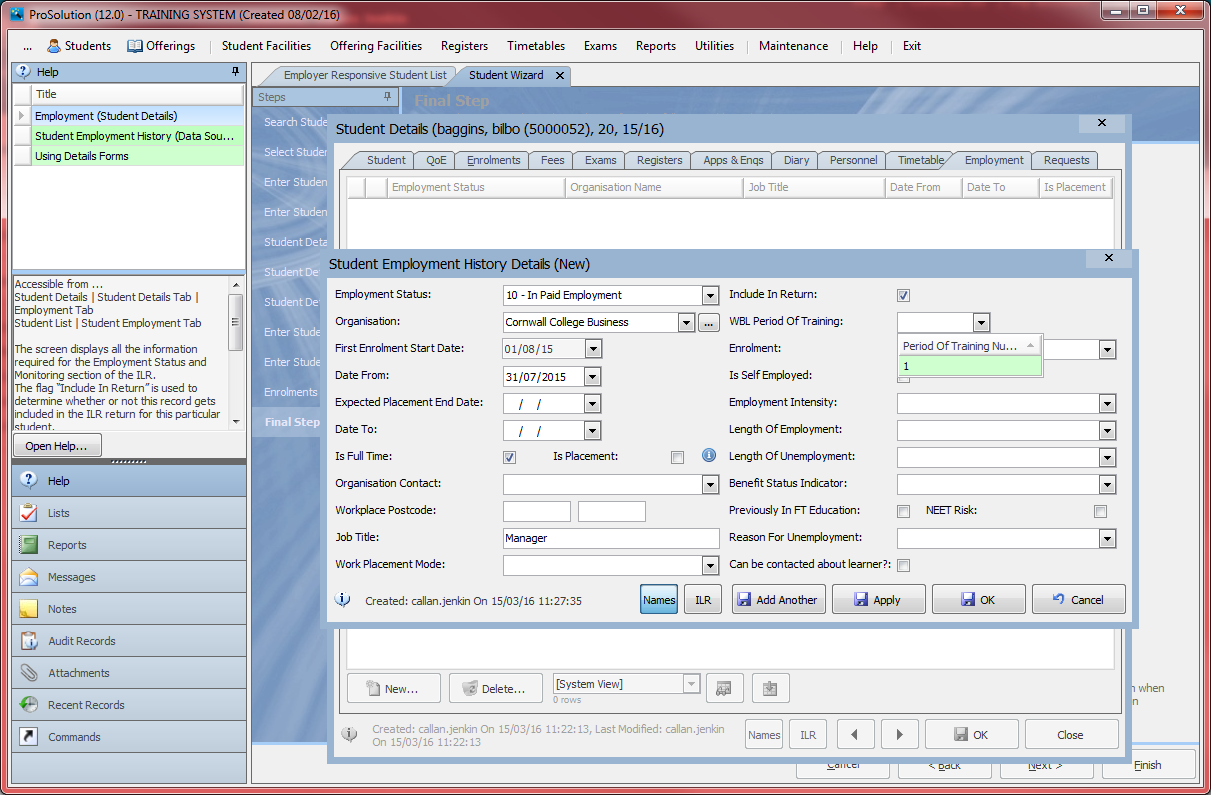 ProSolution (12.0) - TRAINING SYSTEM (Created 08/02/16)
... Students Offerings Student Facilities Offering Facilities Registers Timetables Exams Reports Utilities Maintenance Help Exit
Help
Title
Employment (Student Details)
Student Employment History (Data Sou...
Using Details Forms
Accessible from ...
Student Details | Student Details Tab |
Employment Tab
Student List | Student Employment Tab
The screen displays all the information
required for the Employment Status and
Monitoring section of the ILR.
The flag "Include In Return" is used to
determine whether or not this record gets
included in the ILR return for this particular
student.
Open Help...
Help
Lists
Reports
Messages
Notes
Audit Records
Attachments
Recent Records
Commands
Employer Responsive Student List Student Wizard
Steps
Final Step
Search Stude
Select Studen
Enter Studen
Enter Studen
Student Deta
Student Det
Student Det
Enter Stude
Enter Stude
Enrolments
Final Step
Student Details (baggins, bilbo (5000052), 20, 15/16)
Student QoE Enrolments Fees Exams Registers Apps & Enqs Diary Personnel Timetable Employment Requests
Employment Status Organisation Name Job Title Date From Date To Is Placement
Student Employment History Details (New)
Employment Status: 10 - In Paid Employment Include In Return:
Organisation: Cornwall College Business ... WBL Period Of Training:
First Enrolment Start Date: 01/08/15 Enrolment:
Period Of Training Nu...
1
Date From: 31/07/2015 Is Self Employed:
Expected Placement End Date: / / Employment Intensity:
Date To: / / Length Of Employment:
Is Full Time: Is Placement: Length Of Unemployment:
Organisation Contact: Benefit Status Indicator:
Workplace Postcode: Previously In FT Education: NEET Risk:
Job Title: Manager Reason For Unemployment:
Work Placement Mode: Can be contacted about learner?:
Created: callan.jenkin On 15/03/16 11:27:35 Names ILR Add Another Apply OK Cancel
New... Delete... [System View]
0 rows
n when
n
Created: callan.jenkin On 15/03/16 11:22:13, Last Modified: callan.jenkin
On 15/03/16 11:22:13
Names ILR OK Close
Cancel < Back Next > Finish